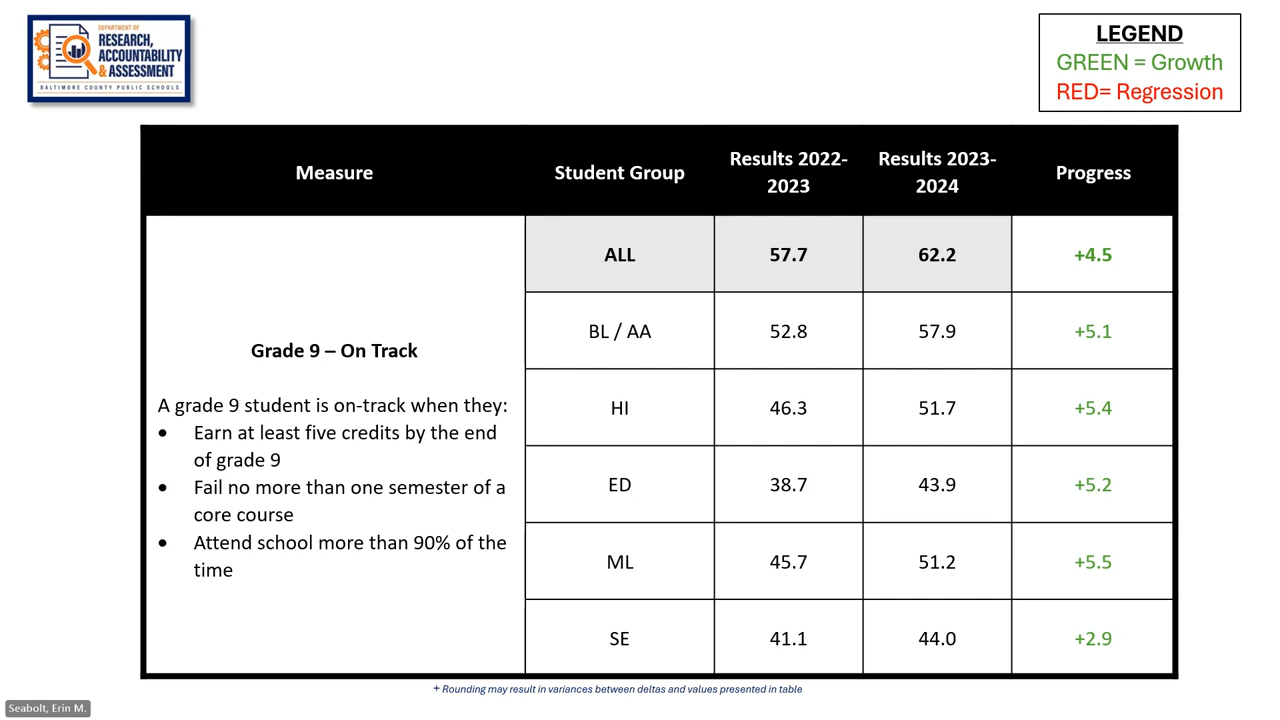 DEPARTMENT OF
RESEARCH,
ACCOUNTABILITY
& ASSESSMENT
BALTIMORE COUNTY PUBLIC SCHOOLS
LEGEND
GREEN = Growth
RED= Regression
Measure
Student Group
Results 2022-
2023
Results 2023-
2024
Progress
Grade 9 – On Track
A grade 9 student is on-track when they:
• Earn at least five credits by the end
of grade 9
• Fail no more than one semester of a
core course
• Attend school more than 90% of the
time
ALL 57.7 62.2 +4.5
BL / AA 52.8 57.9 +5.1
HI 46.3 51.7 +5.4
ED 38.7 43.9 +5.2
ML 45.7 51.2 +5.5
SE 41.1 44.0 +2.9
+ Rounding may result in variances between deltas and values presented in table
Seabolt, Erin M.